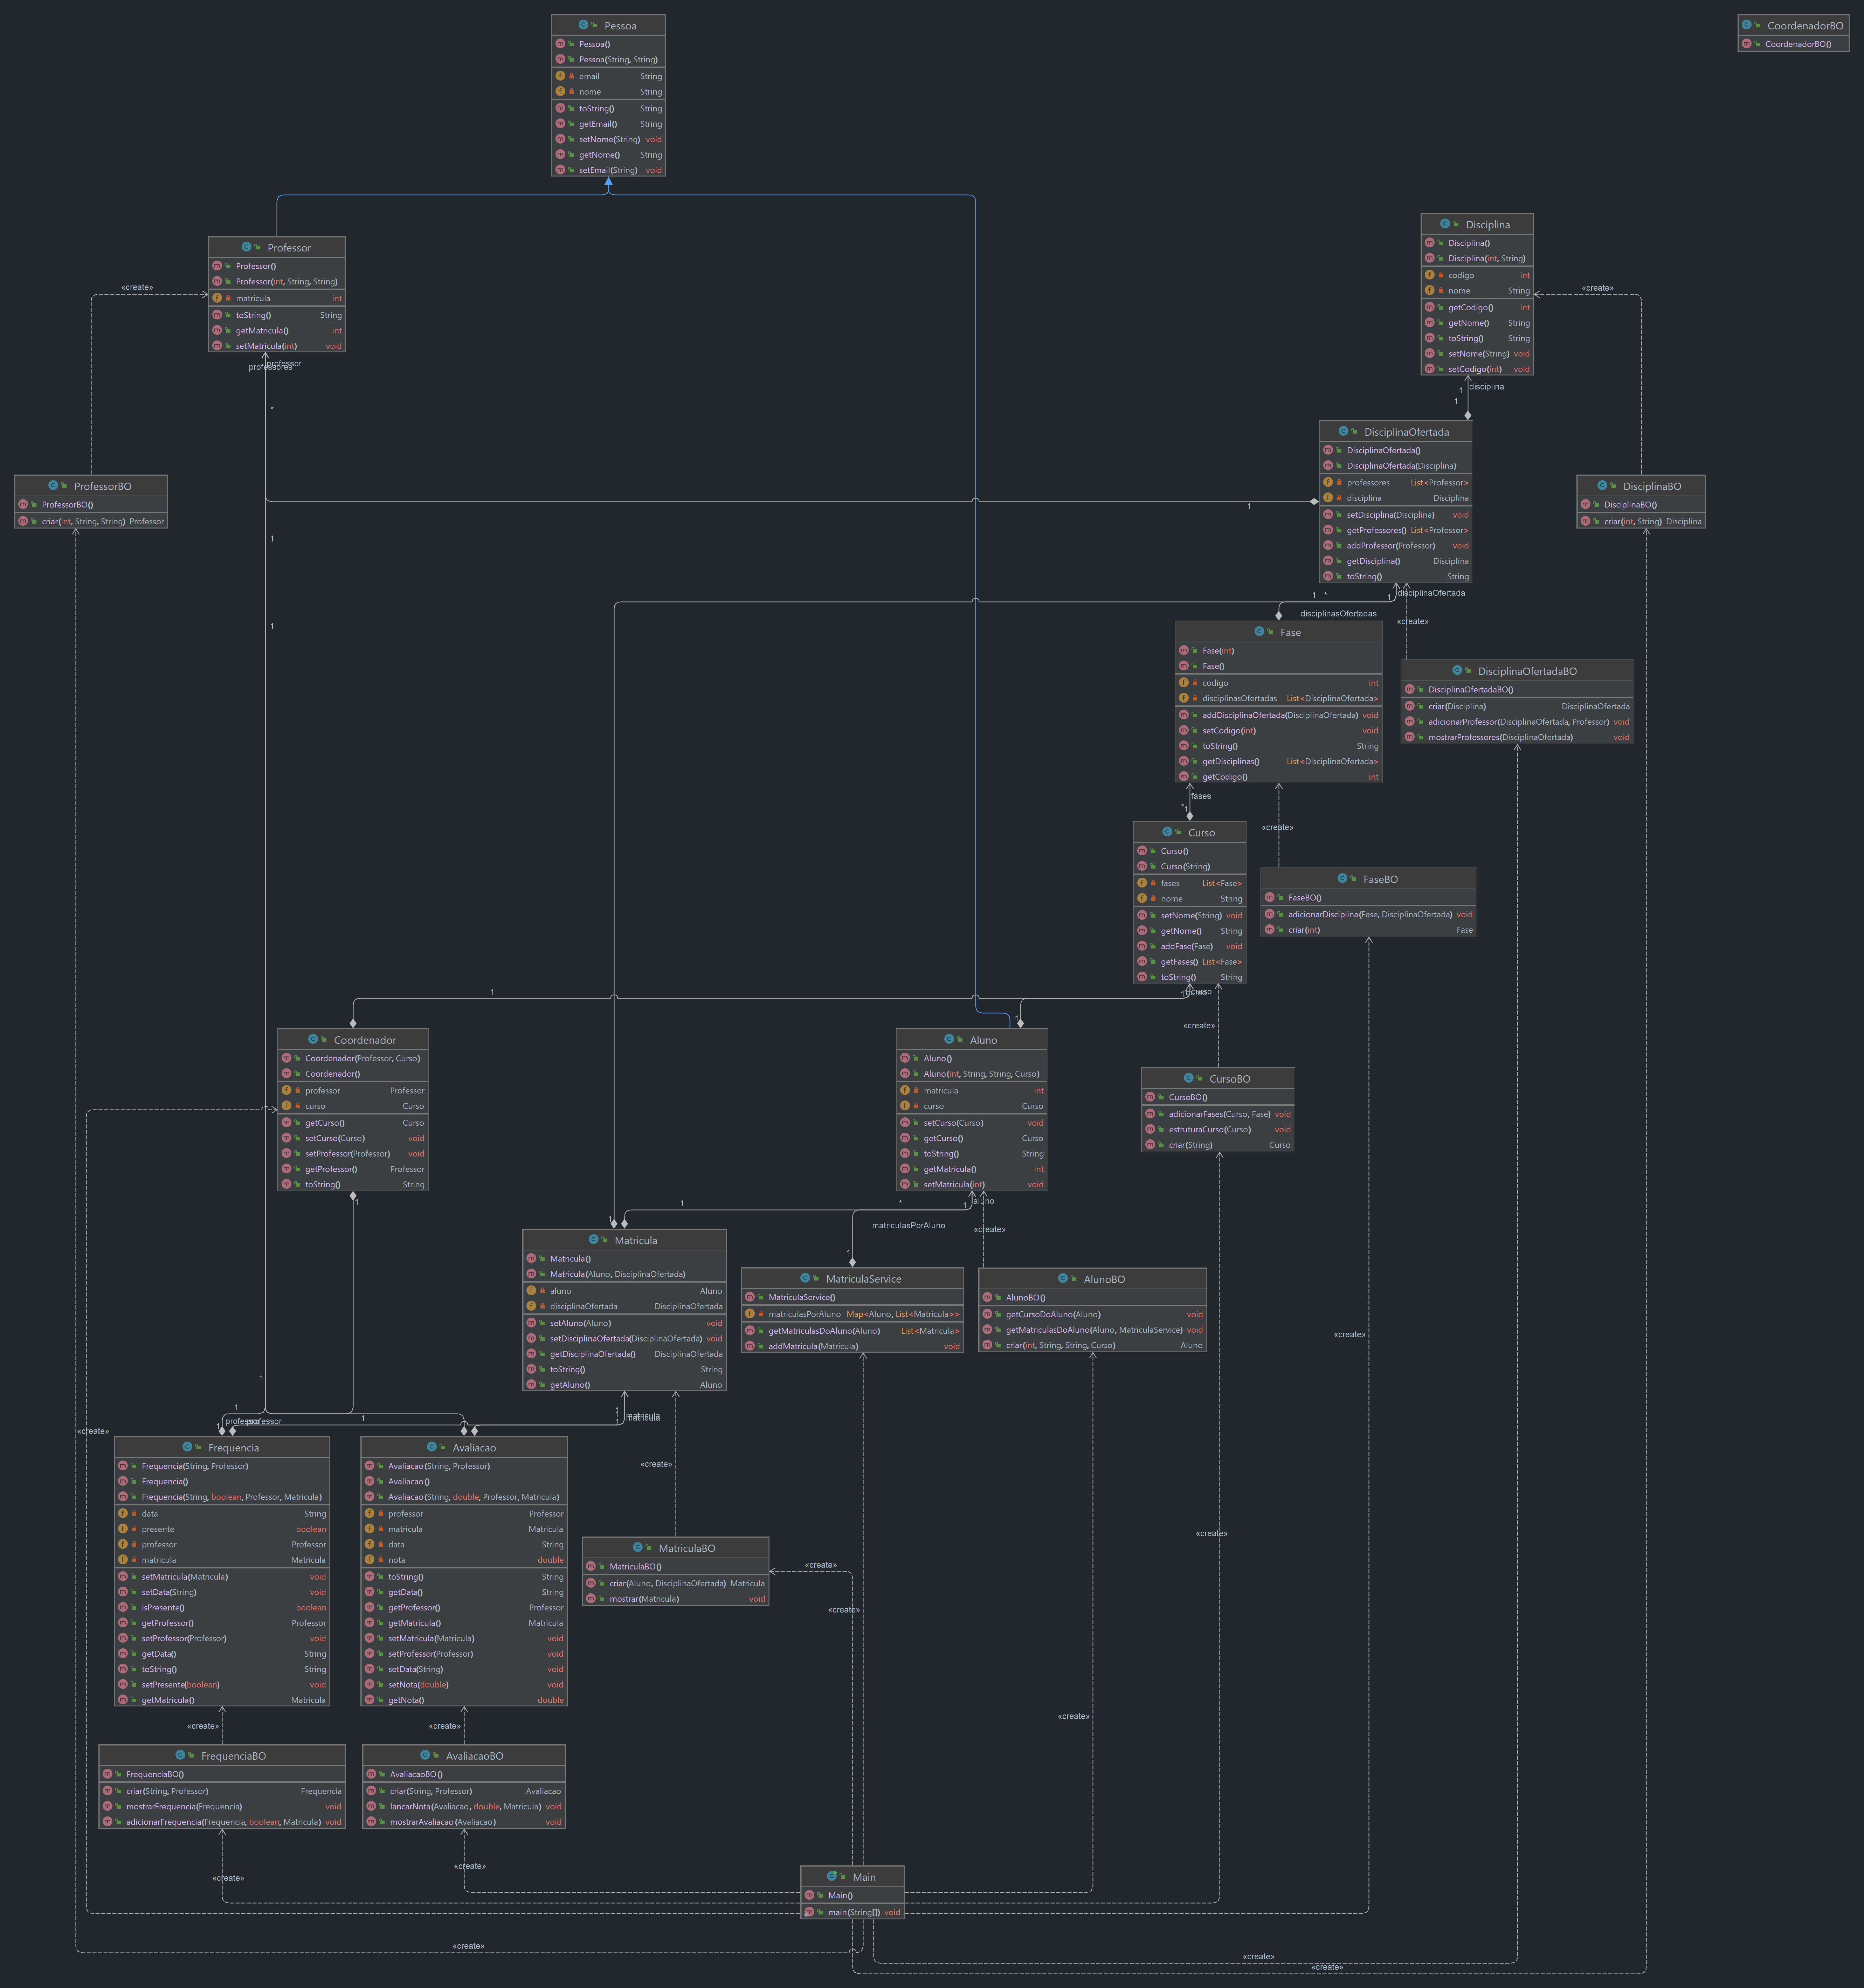 Pessoa
Pessoa()
Pessoa(String, String)
email String
nome String
toString() String
getEmail() String
setNome(String) void
getNome() String
setEmail(String) void
CoordenadorBO
CoordenadorBO()
Professor
Professor()
Professor(int, String, String)
matricula int
toString() String
getMatricula() int
setMatricula(int) void
«create»
professor
professores
*
1
1
1
Disciplina
Disciplina()
Disciplina(int, String)
codigo int
nome String
getCodigo() int
getNome() String
toString() String
setNome(String) void
setCodigo(int) void
«create»
disciplina
1
1
DisciplinaOfertada
DisciplinaOfertada()
DisciplinaOfertada(Disciplina)
professores List<Professor>
disciplina Disciplina
setDisciplina(Disciplina) void
getProfessores() List<Professor>
addProfessor(Professor) void
getDisciplina() Disciplina
toString() String
ProfessorBO
ProfessorBO()
criar(int, String, String) Professor
DisciplinaBO
DisciplinaBO()
criar(int, String) Disciplina
1 * 1 disciplinaOfertada
disciplinasOfertadas
«create»
Fase
Fase(int)
Fase()
codigo int
disciplinasOfertadas List<DisciplinaOfertada>
addDisciplinaOfertada(DisciplinaOfertada) void
setCodigo(int) void
toString() String
getDisciplinas() List<DisciplinaOfertada>
getCodigo() int
DisciplinaOfertadaBO
DisciplinaOfertadaBO()
criar(Disciplina) DisciplinaOfertada
adicionarProfessor(DisciplinaOfertada, Professor) void
mostrarProfessores(DisciplinaOfertada) void
fases
*
1
«create»
Curso
Curso()
Curso(String)
fases List<Fase>
nome String
setNome(String) void
getNome() String
addFase(Fase) void
getFases() List<Fase>
toString() String
FaseBO
FaseBO()
adicionarDisciplina(Fase, DisciplinaOfertada) void
criar(int) Fase
1
curso
1
«create»
Coordenador
Coordenador(Professor, Curso)
Coordenador()
professor Professor
curso Curso
getCurso() Curso
setCurso(Curso) void
setProfessor(Professor) void
getProfessor() Professor
toString() String
1
Aluno
Aluno()
Aluno(int, String, String, Curso)
matricula int
curso Curso
setCurso(Curso) void
getCurso() Curso
toString() String
getMatricula() int
setMatricula(int) void
CursoBO
CursoBO()
adicionarFases(Curso, Fase) void
estruturaCurso(Curso) void
criar(String) Curso
1 1 * 1 aluno
matriculasPorAluno
1
«create»
Matricula
Matricula()
Matricula(Aluno, DisciplinaOfertada)
aluno Aluno
disciplinaOfertada DisciplinaOfertada
setAluno(Aluno) void
setDisciplinaOfertada(DisciplinaOfertada) void
getDisciplinaOfertada() DisciplinaOfertada
toString() String
getAluno() Aluno
MatriculaService
MatriculaService()
matriculasPorAluno Map<Aluno, List<Matricula>>
getMatriculasDoAluno(Aluno) List<Matricula>
addMatricula(Matricula) void
AlunoBO
AlunoBO()
getCursoDoAluno(Aluno) void
getMatriculasDoAluno(Aluno, MatriculaService) void
criar(int, String, String, Curso) Aluno
«create»
1
1
1
professor
1
1
1
matricula
«create»
Frequencia
Frequencia(String, Professor)
Frequencia()
Frequencia(String, boolean, Professor, Matricula)
data String
presente boolean
professor Professor
matricula Matricula
setMatricula(Matricula) void
setData(String) void
isPresente() boolean
getProfessor() Professor
setProfessor(Professor) void
getData() String
toString() String
setPresente(boolean) void
getMatricula() Matricula
Avaliacao
Avaliacao(String, Professor)
Avaliacao()
Avaliacao(String, double, Professor, Matricula)
professor Professor
matricula Matricula
data String
nota double
toString() String
getData() String
getProfessor() Professor
getMatricula() Matricula
setMatricula(Matricula) void
setProfessor(Professor) void
setData(String) void
setNota(double) void
getNota() double
«create»
MatriculaBO
MatriculaBO()
criar(Aluno, DisciplinaOfertada) Matricula
mostrar(Matricula) void
«create»
«create»
«create»
«create»
«create»
«create»
FrequenciaBO
FrequenciaBO()
criar(String, Professor) Frequencia
mostrarFrequencia(Frequencia) void
adicionarFrequencia(Frequencia, boolean, Matricula) void
AvaliacaoBO
AvaliacaoBO()
criar(String, Professor) Avaliacao
lancarNota(Avaliacao, double, Matricula) void
mostrarAvaliacao(Avaliacao) void
«create»
«create»
Main
Main()
main(String[]) void
«create»
«create»
«create»